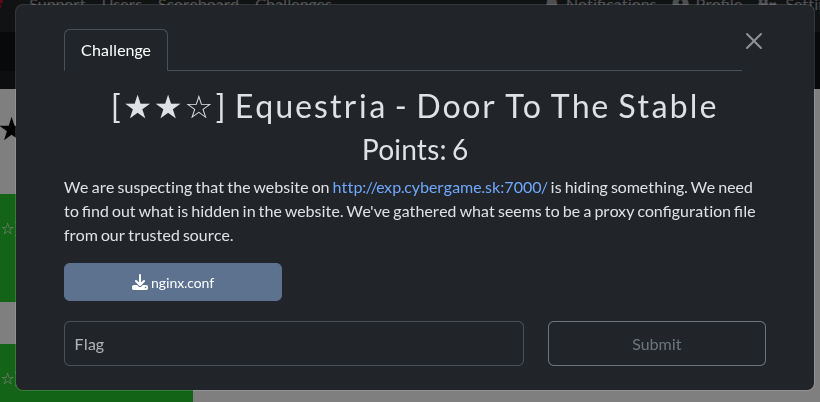 Support Users Scoreboard Challenges Notifications Profile
Challenge
[★★☆] Equestria - Door To The Stable
Points: 6
We are suspecting that the website on http://exp.cybergame.sk:7000/ is hiding something. We need
to find out what is hidden in the website. We've gathered what seems to be a proxy configuration file
from our trusted source.
nginx.conf
Flag
Submit